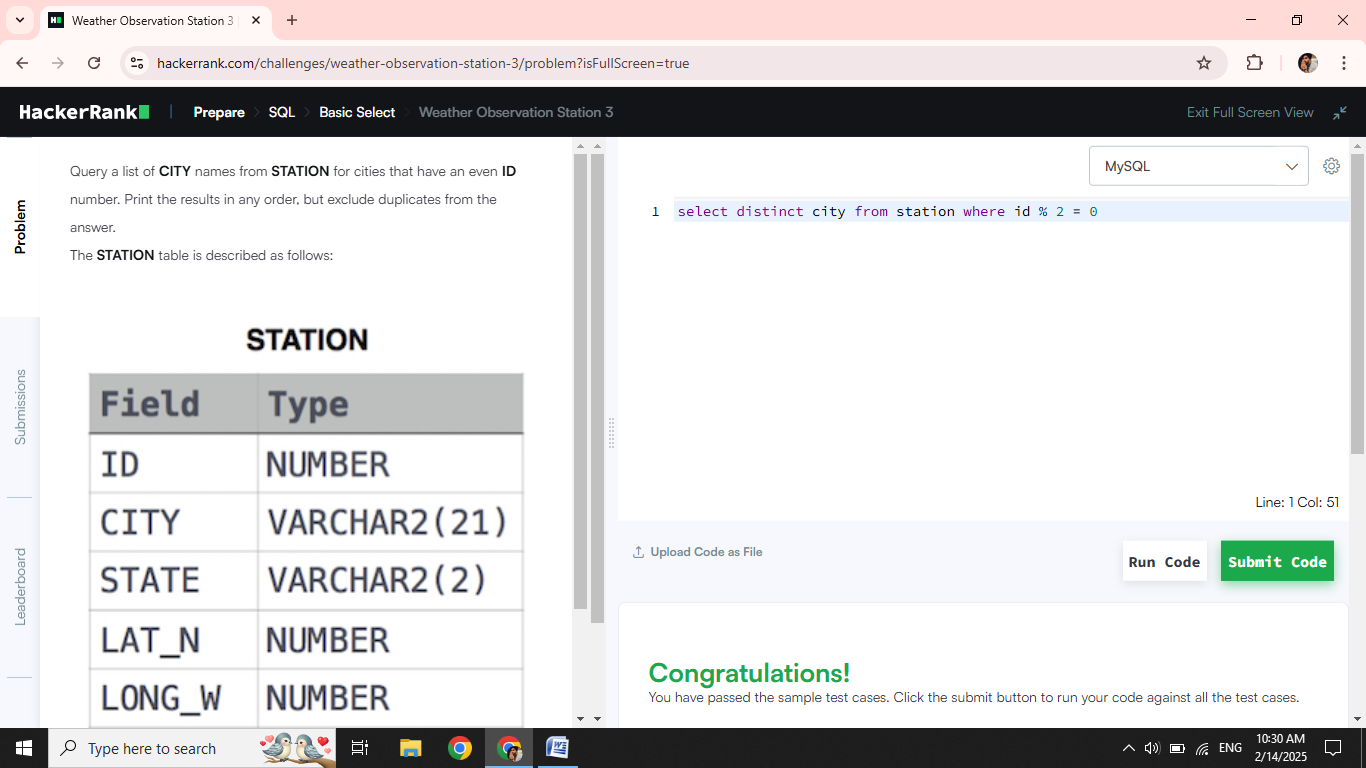 Weather Observation Station 3
hackerrank.com/challenges/weather-observation-station-3/problem?isFullScreen=true
HackerRank
Prepare
SQL
Basic Select
Weather Observation Station 3
Exit Full Screen View
Problem
Submissions
Leaderboard
Query a list of CITY names from STATION for cities that have an even ID
number. Print the results in any order, but exclude duplicates from the
answer.
The STATION table is described as follows:
STATION
Field Type
ID NUMBER
CITY VARCHAR2(21)
STATE VARCHAR2(2)
LAT_N NUMBER
LONG_W NUMBER
MySQL
1 select distinct city from station where id % 2 = 0
Line: 1 Col: 51
Upload Code as File
Run Code
Submit Code
Congratulations!
You have passed the sample test cases. Click the submit button to run your code against all the test cases.
Type here to search
ENG
10:30 AM
2/14/2025